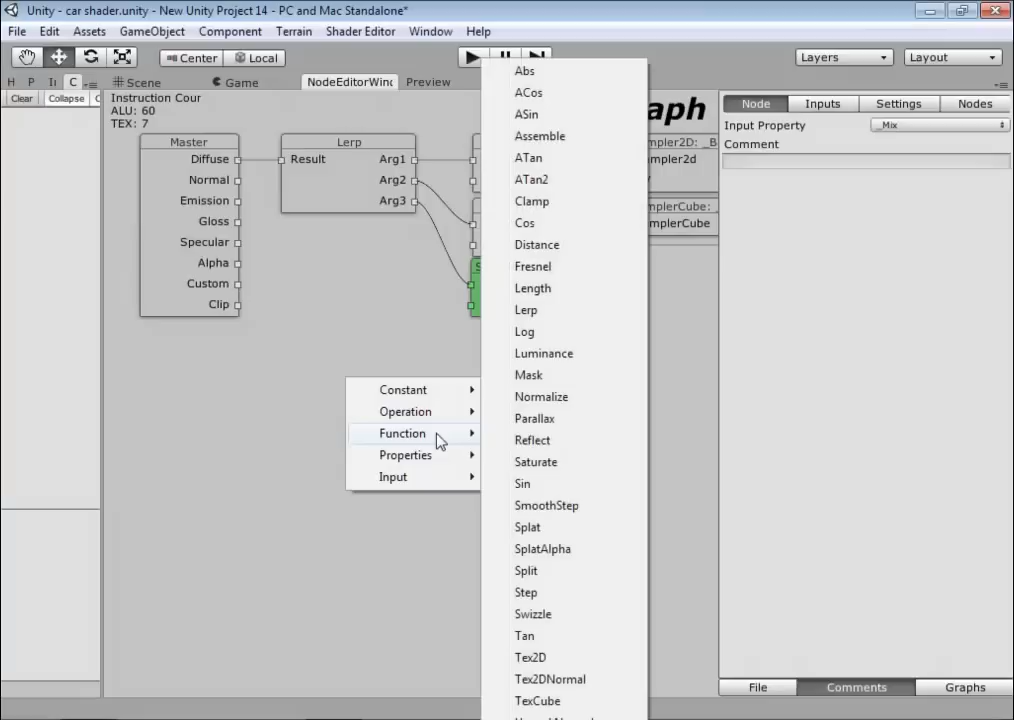 Unity - car shader.unity - New Unity Project 14 - PC and Mac Standalone*
File Edit Assets GameObject Component Terrain Shader Editor Window Help
Center Local Layers Layout
H P C Scene Game NodeEditorWind Preview
Clear Collapse
Instruction Cour
ALU: 60
TEX: 7
Master
Diffuse
Normal
Emission
Gloss
Specular
Alpha
Custom
Clip
Lerp
Result Arg1
Arg2
Arg3
aph
mpler2D: _B
mpler2d
y
mplerCube:
mplerCube
Constant
Operation
Function
Properties
Input
Abs
ACos
ASin
Assemble
ATan
ATan2
Clamp
Cos
Distance
Fresnel
Length
Lerp
Log
Luminance
Mask
Normalize
Parallax
Reflect
Saturate
Sin
SmoothStep
Splat
SplatAlpha
Split
Step
Swizzle
Tan
Tex2D
Tex2DNormal
TexCube
Node Inputs Settings Nodes
Input Property _Mix
Comment
File Comments Graphs